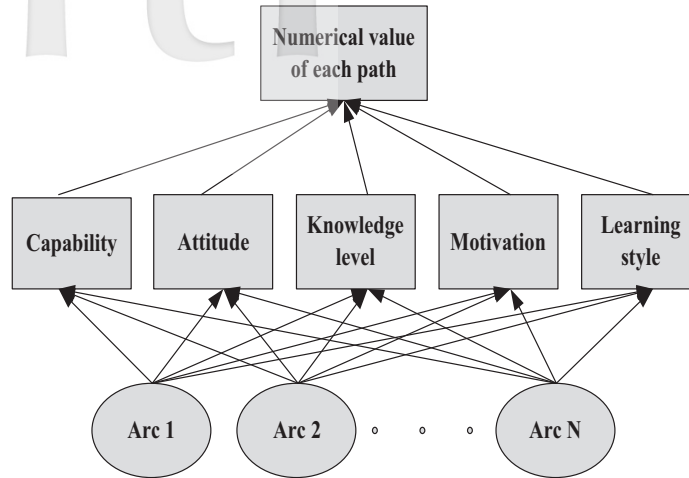 Numerical value
of each path
Capability
Attitude
Knowledge
level
Motivation
Learning
style
Arc 1
Arc 2
Arc N